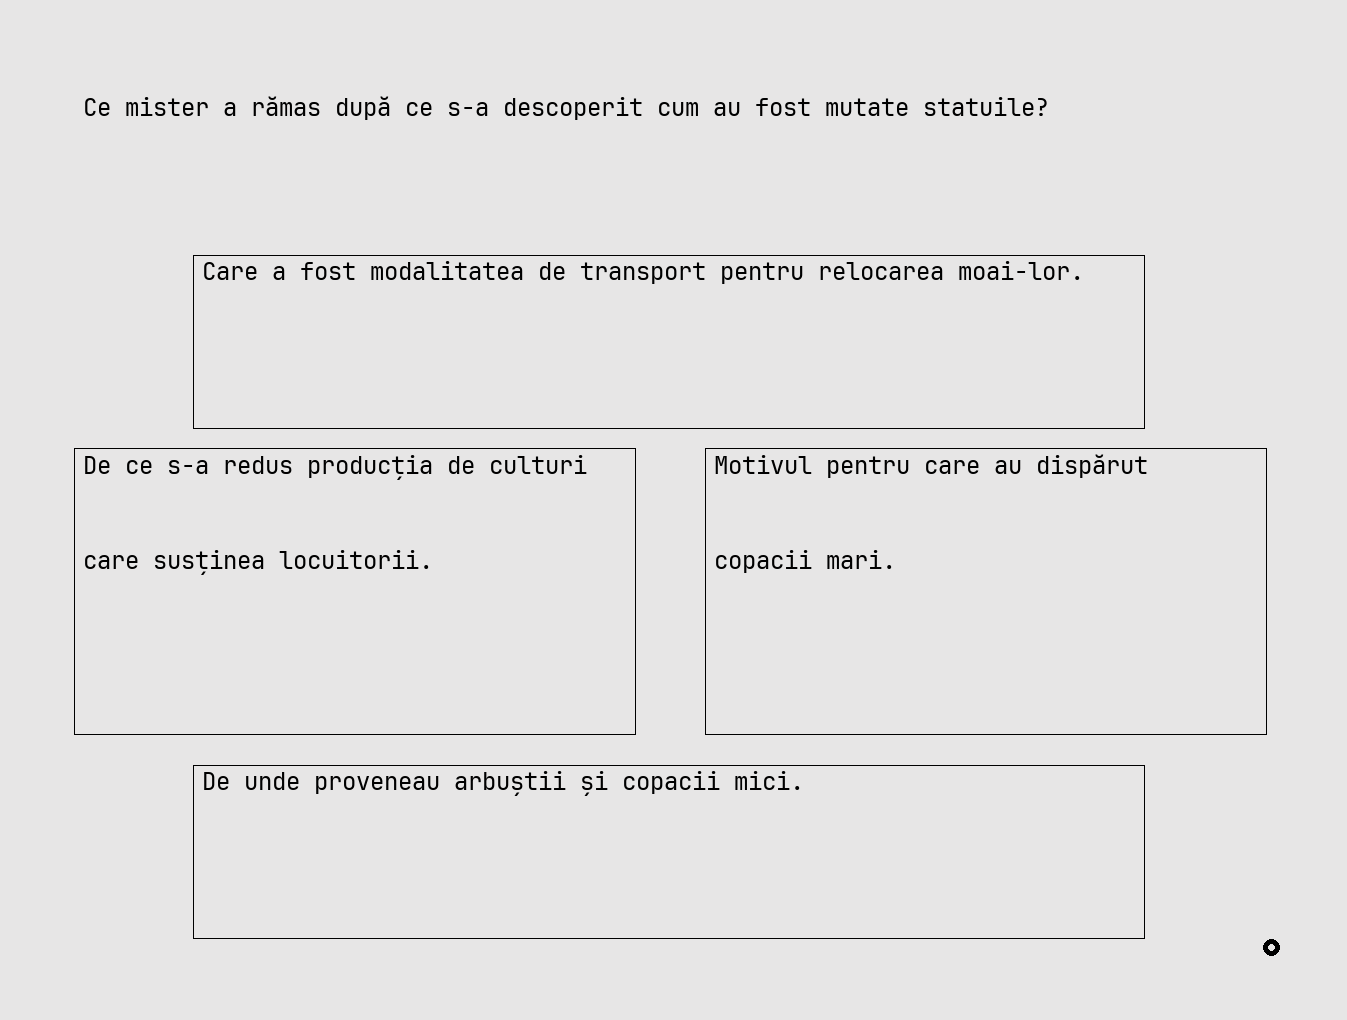 Ce mister a rămas după ce s-a descoperit cum au fost mutate statuile?
Care a fost modalitatea de transport pentru relocarea moai-lor.
De ce s-a redus producția de culturi
care susținea locuitorii.
Motivul pentru care au dispărut
copacii mari.
De unde proveneau arbuștii și copacii mici.